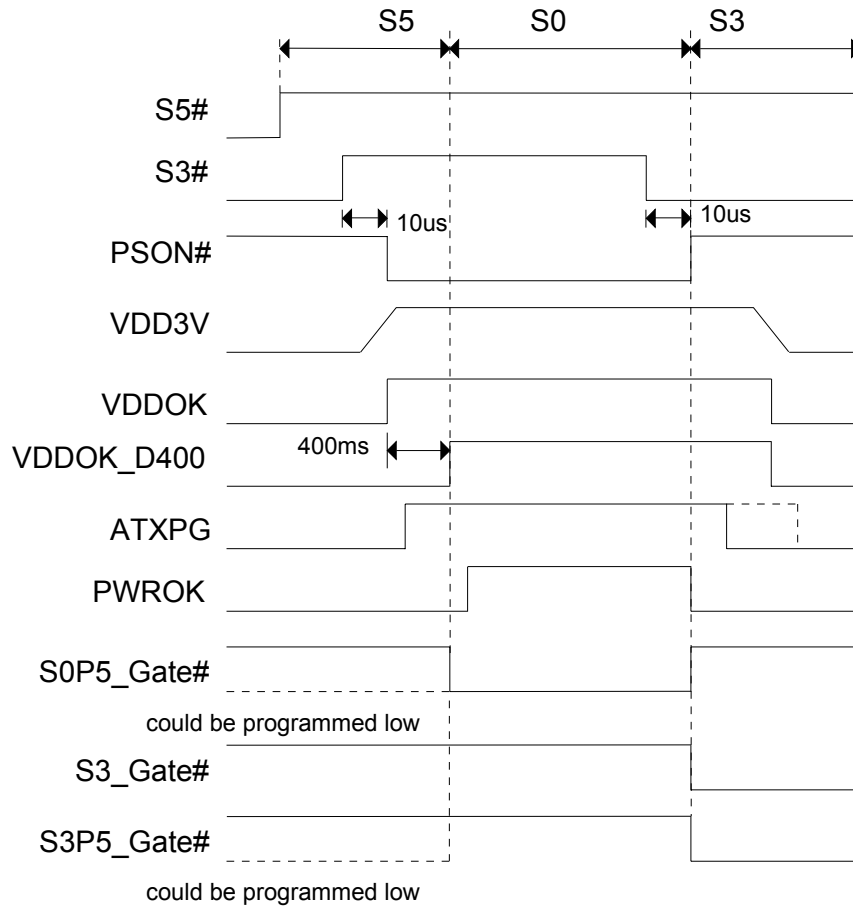 S5 S0 S3
S5#
S3#
10us 10us
PSON#
VDD3V
VDDOK
400ms
VDDOK_D400
ATXPG
PWROK
S0P5_Gate#
could be programmed low
S3_Gate#
S3P5_Gate#
could be programmed low